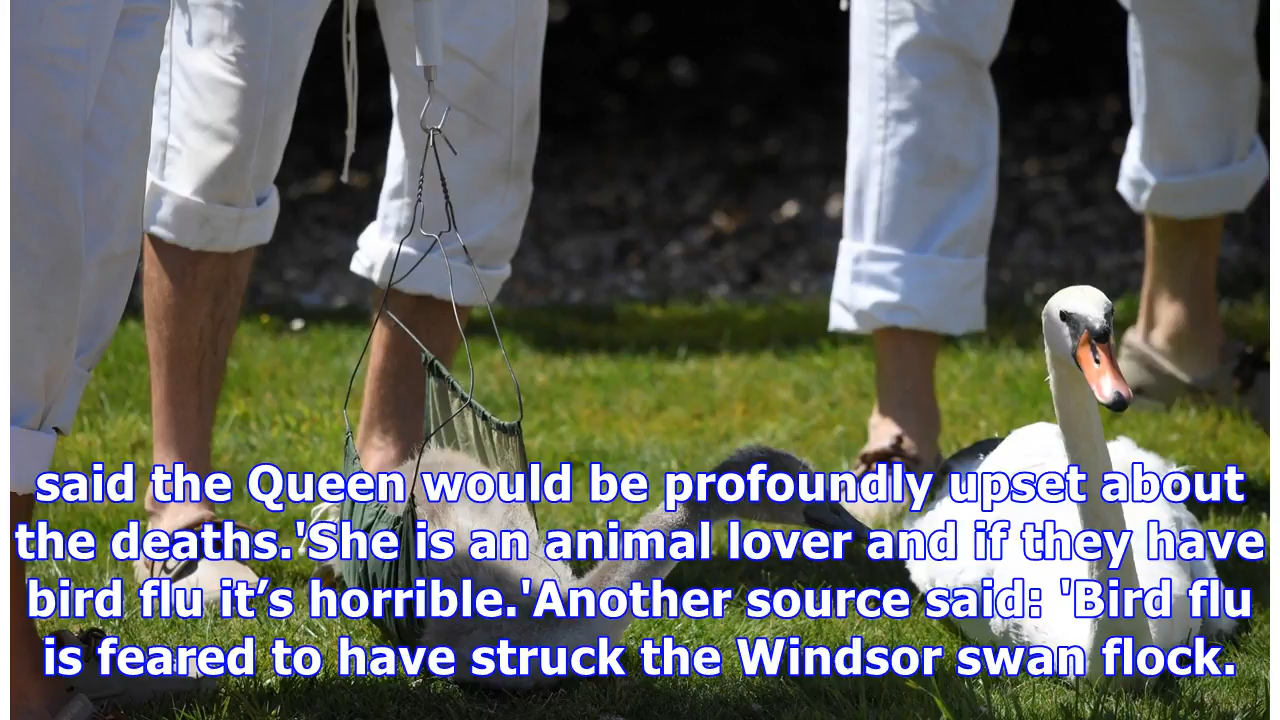 said the Queen would be profoundly upset about
the deaths.'She is an animal lover and if they have
bird flu it’s horrible.'Another source said: 'Bird flu
is feared to have struck the Windsor swan flock.